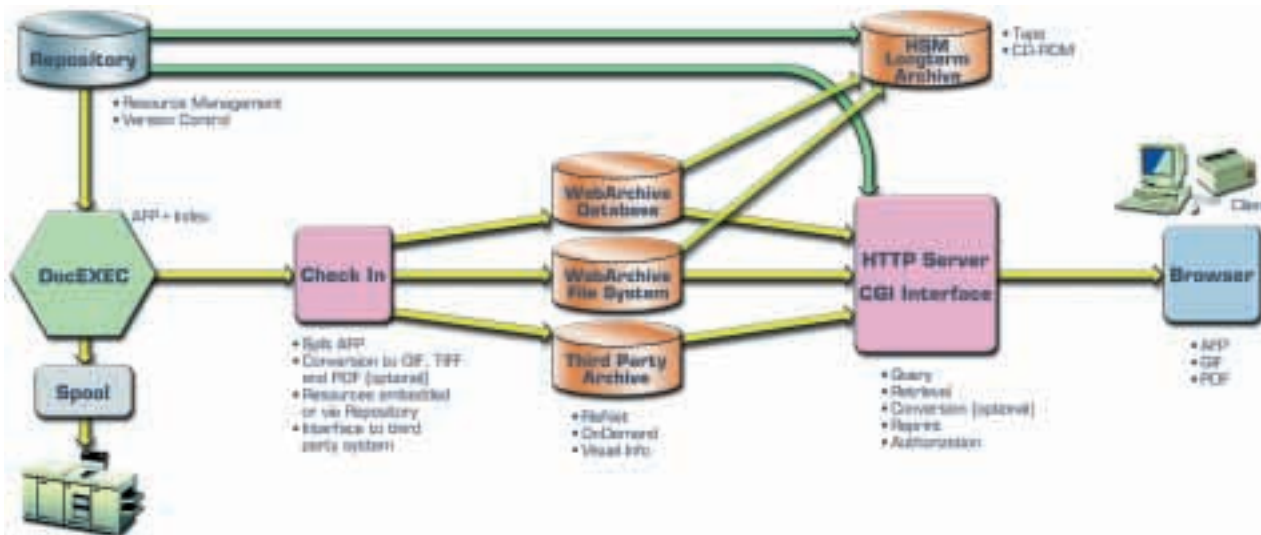 Repository
• Resource Management
• Version Control
HSM
Longterm
Archive
• Tape
• CD-ROM
AFP + Index
DocEXEC
Spool
Check In
• Splits AFP
• Conversion to GIF, TIFF
and PDF (optional)
• Resources embedded
or via Repository
• Interface to third
party system
WebArchive
Database
WebArchive
File System
Third Party
Archive
• FileNet
• OnDemand
• Visual Info
HTTP Server
CGI Interface
• Query
• Retrieval
• Conversion (optional)
• Reprint
• Authorization
Client
Browser
• AFP
• GIF
• PDF